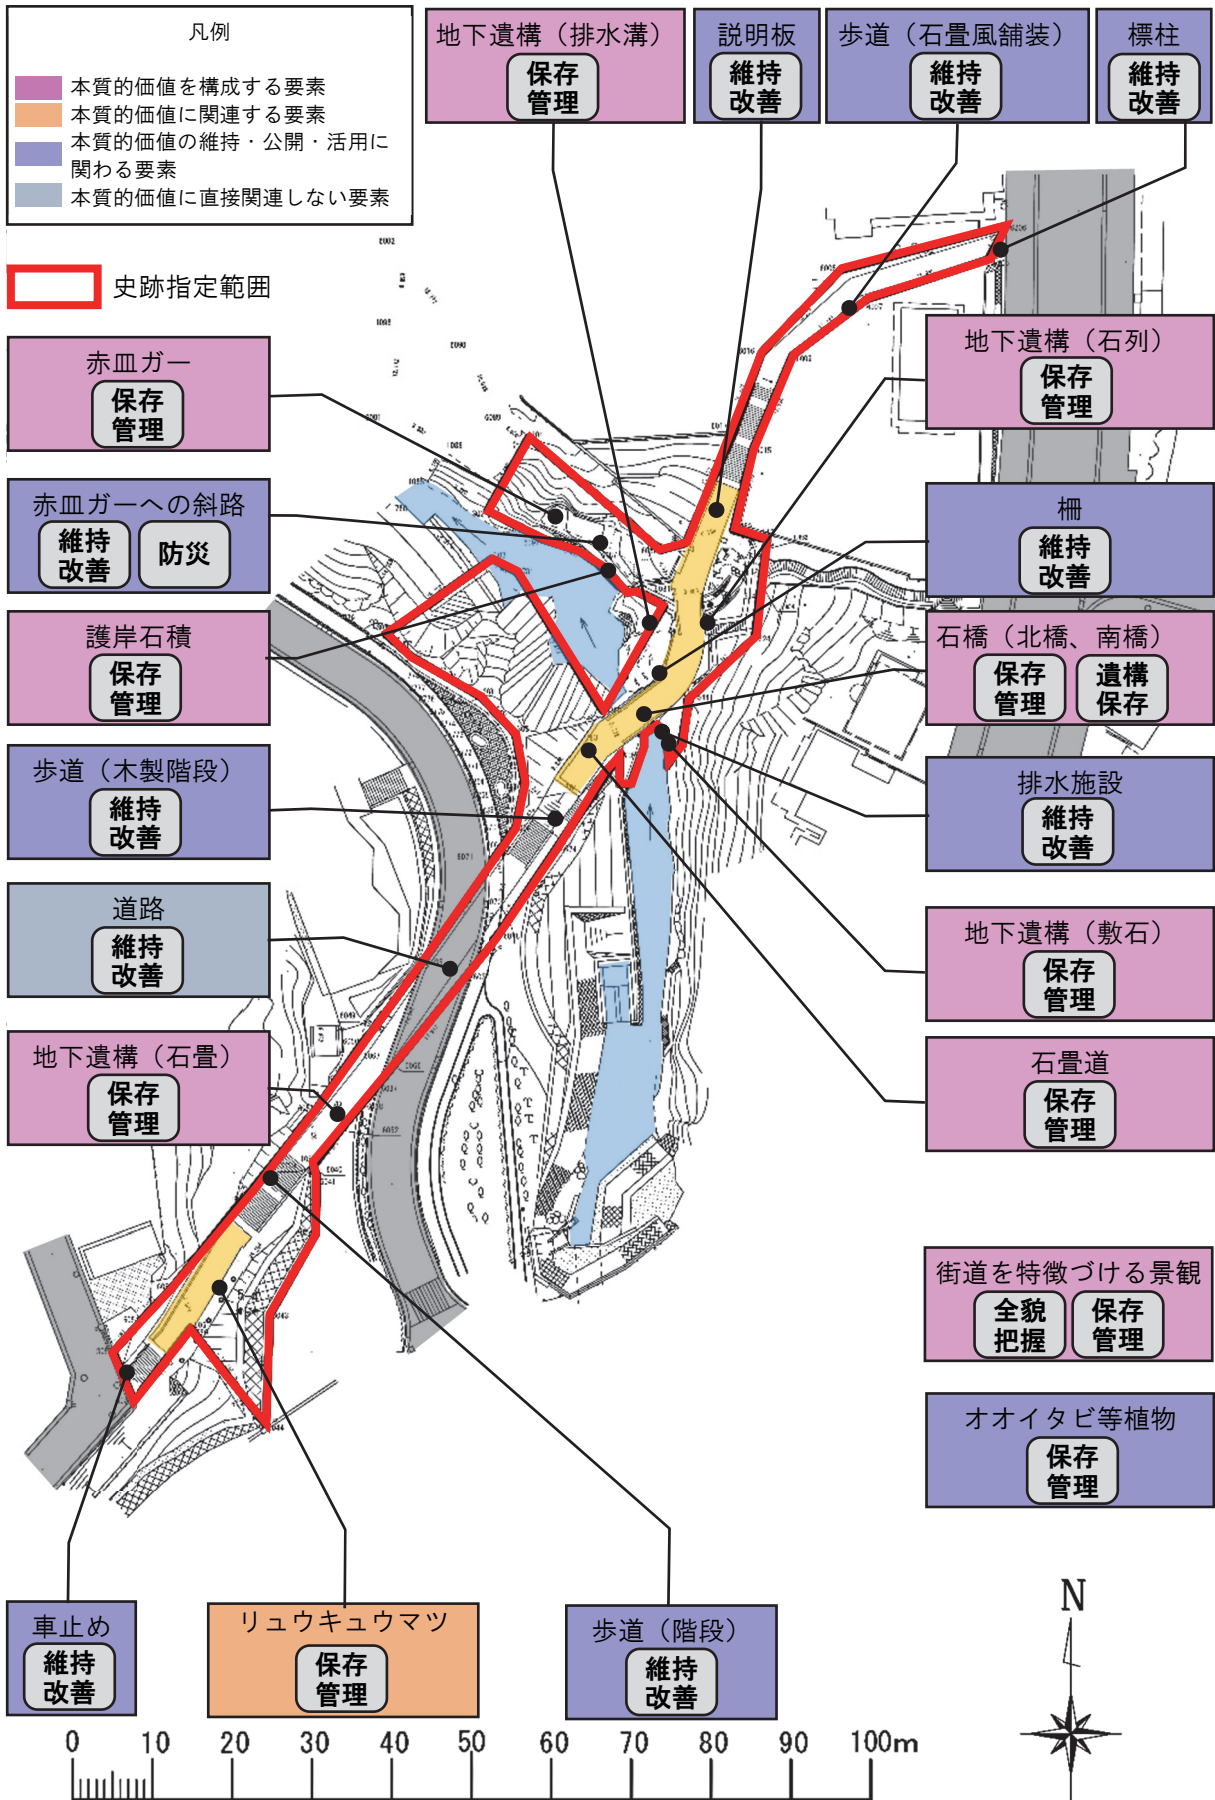 凡例
本質的価値を構成する要素
本質的価値に関連する要素
本質的価値の維持・公開・活用に
関わる要素
本質的価値に直接関連しない要素
史跡指定範囲
地下遺構（排水溝）
保存
管理
説明板
維持
改善
歩道（石畳風舗装）
維持
改善
標柱
維持
改善
赤皿ガー
保存
管理
赤皿ガーへの斜路
維持
改善
防災
護岸石積
保存
管理
歩道（木製階段）
維持
改善
道路
維持
改善
地下遺構（石畳）
保存
管理
地下遺構（石列）
保存
管理
柵
維持
改善
石橋（北橋、南橋）
保存
管理
遺構
保存
排水施設
維持
改善
地下遺構（敷石）
保存
管理
石畳道
保存
管理
街道を特徴づける景観
全貌
把握
保存
管理
オオイタビ等植物
保存
管理
車止め
維持
改善
リュウキュウマツ
保存
管理
歩道（階段）
維持
改善
N
0 10 20 30 40 50 60 70 80 90 100m